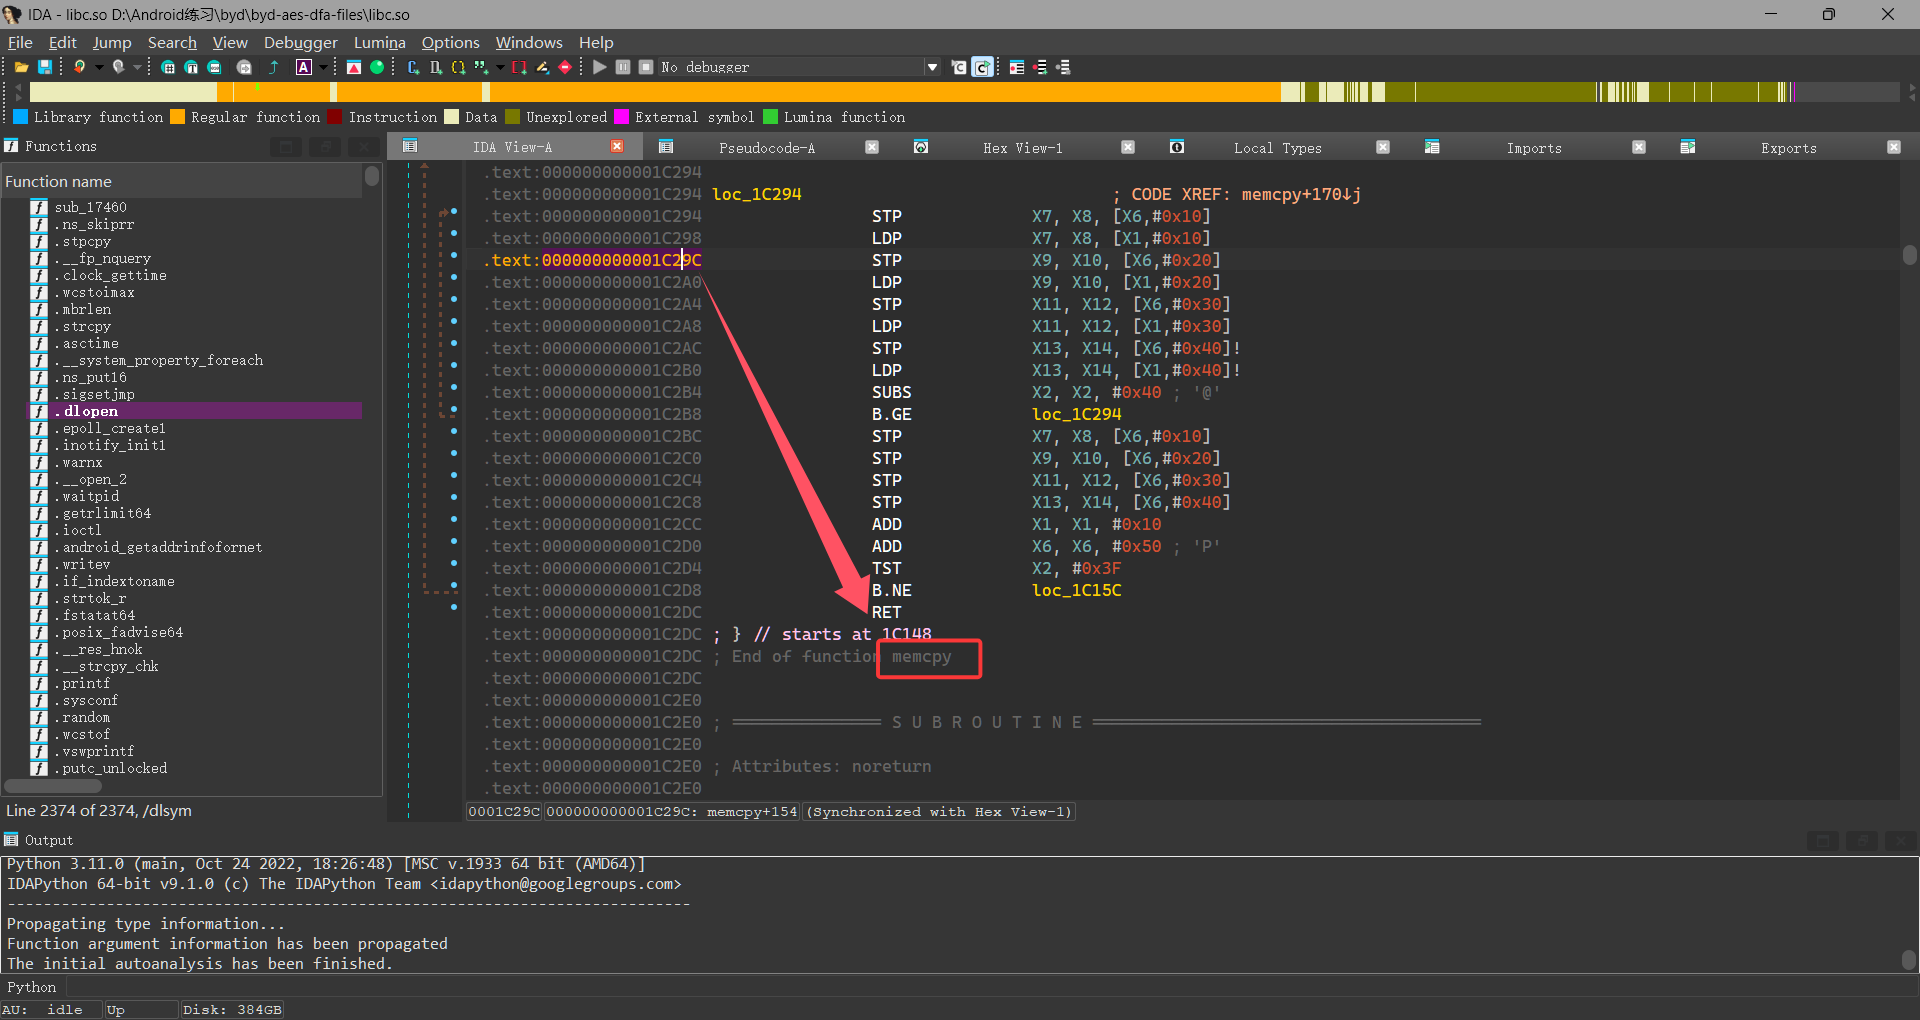 IDA - libc.so D:\Android练习\byd\byd-aes-dfa-files\libc.so
File Edit Jump Search View Debugger Lumina Options Windows Help
No debugger
Library function Regular function Instruction Data Unexplored External symbol Lumina function
Functions
IDA View-A Pseudocode-A Hex View-1 Local Types Imports Exports
Function name
sub_17460
.ns_skiprr
.stpcpy
.__fp_nquery
.clock_gettime
.wcstoimax
.mbrlen
.strcpy
.asctime
.__system_property_foreach
.ns_put16
.sigsetjmp
.dlopen
.epoll_create1
.inotify_init1
.warnx
.__open_2
.waitpid
.getrlimit64
.ioctl
.android_getaddrinfofornet
.writev
.if_indextoname
.strtok_r
.fstatat64
.posix_fadvise64
.__res_hnok
.__strcpy_chk
.printf
.sysconf
.random
.wcstof
.vswprintf
.putc_unlocked
Line 2374 of 2374, /dlsym
.text:000000000001C294
.text:000000000001C294 loc_1C294 ; CODE XREF: memcpy+170↓j
.text:000000000001C294 STP X7, X8, [X6,#0x10]
.text:000000000001C298 LDP X7, X8, [X1,#0x10]
.text:000000000001C29C STP X9, X10, [X6,#0x20]
.text:000000000001C2A0 LDP X9, X10, [X1,#0x20]
.text:000000000001C2A4 STP X11, X12, [X6,#0x30]
.text:000000000001C2A8 LDP X11, X12, [X1,#0x30]
.text:000000000001C2AC STP X13, X14, [X6,#0x40]!
.text:000000000001C2B0 LDP X13, X14, [X1,#0x40]!
.text:000000000001C2B4 SUBS X2, X2, #0x40 ; '@'
.text:000000000001C2B8 B.GE loc_1C294
.text:000000000001C2BC STP X7, X8, [X6,#0x10]
.text:000000000001C2C0 STP X9, X10, [X6,#0x20]
.text:000000000001C2C4 STP X11, X12, [X6,#0x30]
.text:000000000001C2C8 STP X13, X14, [X6,#0x40]
.text:000000000001C2CC ADD X1, X1, #0x10
.text:000000000001C2D0 ADD X6, X6, #0x50 ; 'P'
.text:000000000001C2D4 TST X2, #0x3F
.text:000000000001C2D8 B.NE loc_1C15C
.text:000000000001C2DC RET
.text:000000000001C2DC ; } // starts at 1C148
.text:000000000001C2DC ; End of function memcpy
.text:000000000001C2DC
.text:000000000001C2E0
.text:000000000001C2E0 ; ═══════════════ S U B R O U T I N E ═══════════════════════════════════════
.text:000000000001C2E0
.text:000000000001C2E0 ; Attributes: noreturn
.text:000000000001C2E0
0001C29C 000000000001C29C: memcpy+154 (Synchronized with Hex View-1)
Output
Python 3.11.0 (main, Oct 24 2022, 18:26:48) [MSC v.1933 64 bit (AMD64)]
IDAPython 64-bit v9.1.0 (c) The IDAPython Team <idapython@googlegroups.com>
---------------------------------------------------------------------------
Propagating type information...
Function argument information has been propagated
The initial autoanalysis has been finished.
Python
AU: idle Up Disk: 384GB